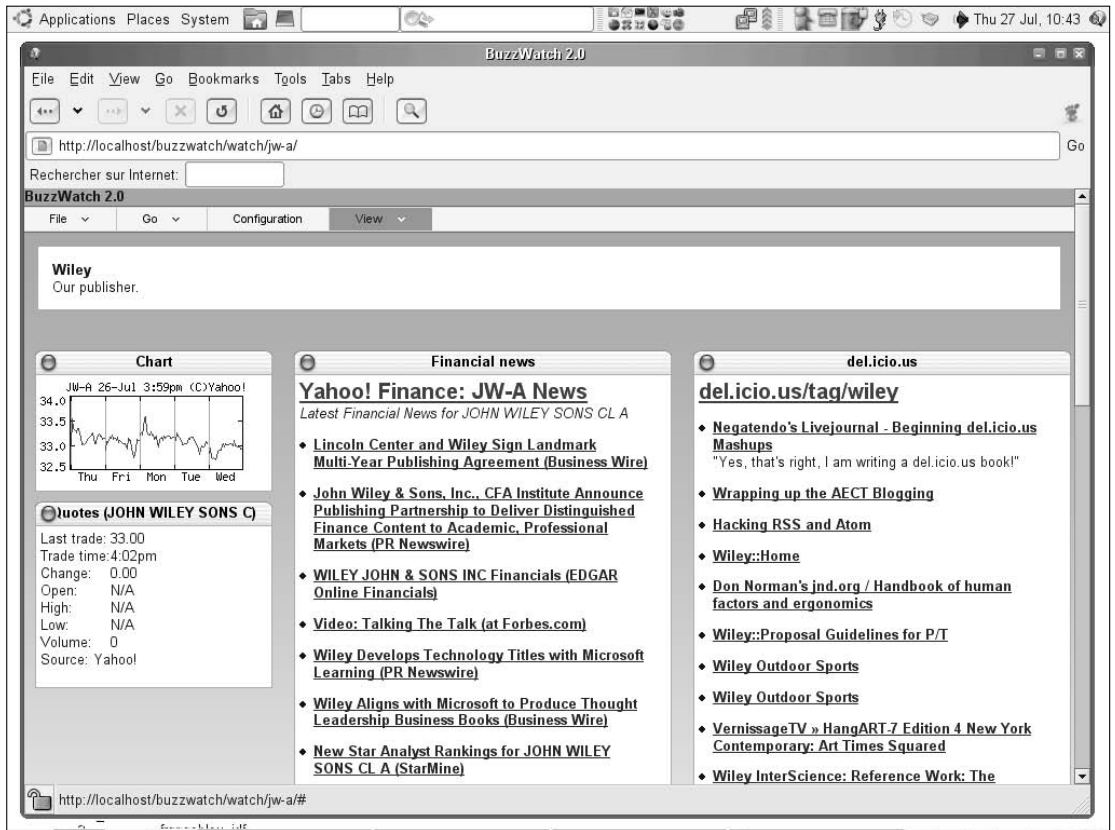 Applications Places System
Thu 27 Jul, 10:43
BuzzWatch 2.0
File Edit View Go Bookmarks Tools Tabs Help
http://localhost/buzzwatch/watch/jw-a/
Go
Rechercher sur Internet:
BuzzWatch 2.0
File Go Configuration View
Wiley
Our publisher.
Chart
JW-A 26-Jul 3:59pm (C)Yahoo!
34.0
33.5
33.0
32.5
Thu Fri Mon Tue Wed
Quotes (JOHN WILEY SONS C)
Last trade: 33.00
Trade time:4:02pm
Change: 0.00
Open: N/A
High: N/A
Low: N/A
Volume: 0
Source: Yahoo!
Financial news
Yahoo! Finance: JW-A News
Latest Financial News for JOHN WILEY SONS CL A
Lincoln Center and Wiley Sign Landmark
Multi-Year Publishing Agreement (Business Wire)
John Wiley & Sons, Inc., CFA Institute Announce
Publishing Partnership to Deliver Distinguished
Finance Content to Academic, Professional
Markets (PR Newswire)
WILEY JOHN & SONS INC Financials (EDGAR
Online Financials)
Video: Talking The Talk (at Forbes.com)
Wiley Develops Technology Titles with Microsoft
Learning (PR Newswire)
Wiley Aligns with Microsoft to Produce Thought
Leadership Business Books (Business Wire)
New Star Analyst Rankings for JOHN WILEY
SONS CL A (StarMine)
del.icio.us
del.icio.us/tag/wiley
Negatendo's Livejournal - Beginning del.icio.us
Mashups
"Yes, that's right, I am writing a del.icio.us book!"
Wrapping up the AECT Blogging
Hacking RSS and Atom
Wiley::Home
Don Norman's jnd.org / Handbook of human
factors and ergonomics
Wiley::Proposal Guidelines for P/T
Wiley Outdoor Sports
Wiley Outdoor Sports
VernissageTV » HangART-7 Edition 4 New York
Contemporary: Art Times Squared
Wiley InterScience: Reference Work: The
http://localhost/buzzwatch/watch/jw-a/#